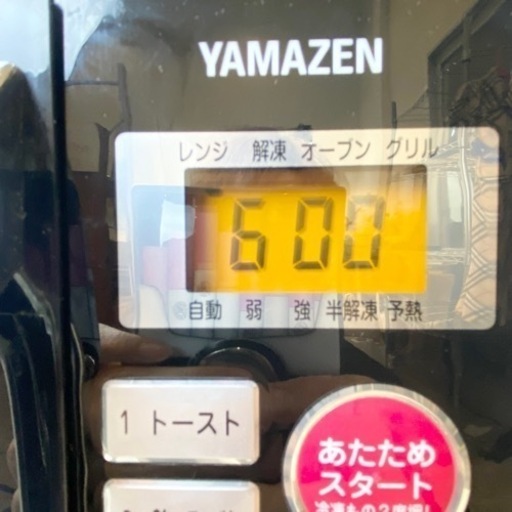 YAMAZEN
レンジ 解凍 オーブン グリル
600
自動 弱 強 半解凍 予熱
1 トースト
あたため
スタート